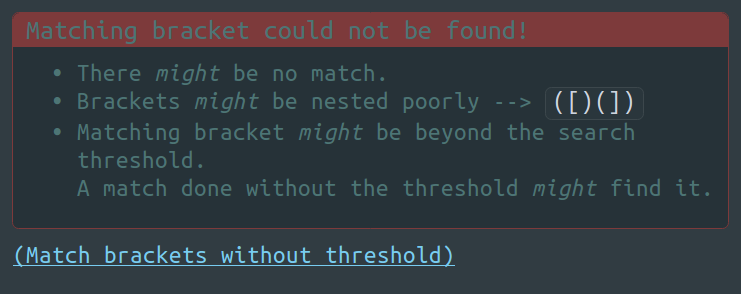 Matching bracket could not be found!
• There might be no match.
• Brackets might be nested poorly --> ([)(])
• Matching bracket might be beyond the search
threshold.
A match done without the threshold might find it.
(Match brackets without threshold)